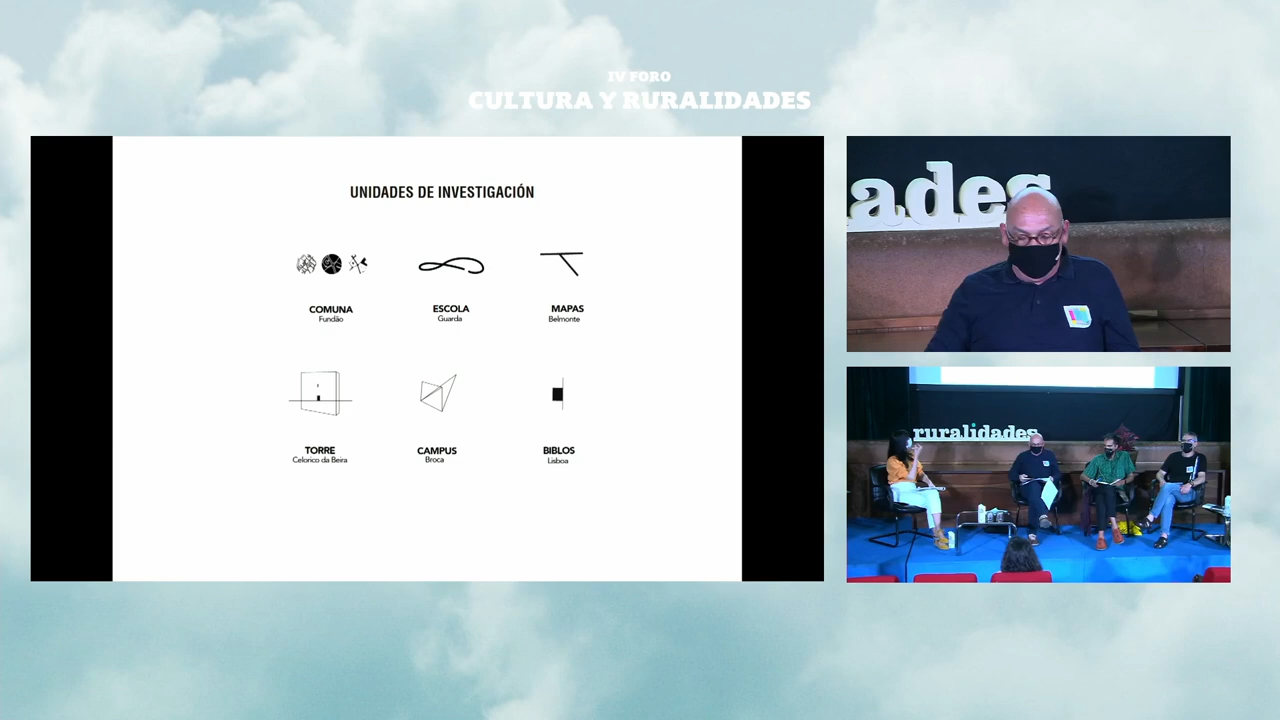 IV FORO
CULTURA Y RURALIDADES
UNIDADES DE INVESTIGACIÓN
COMUNA
Fundão
ESCOLA
Guarda
MAPAS
Belmonte
TORRE
Celorico da Beira
CAMPUS
Broca
BIBLOS
Lisboa
ades
ruralidades